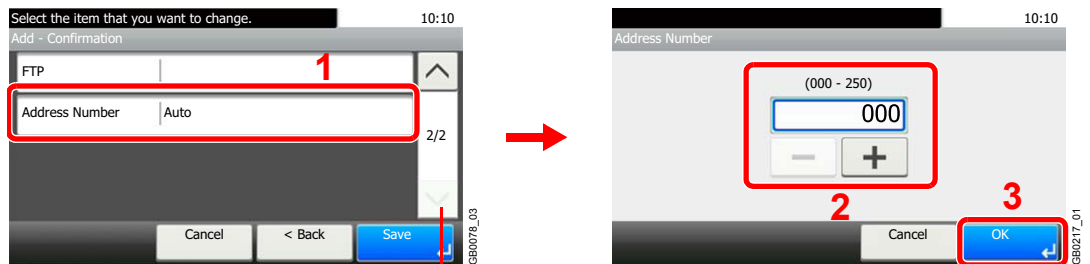 Select the item that you want to change. 10:10
Add - Confirmation
FTP
1
Address Number Auto
2/2
Cancel < Back Save
GB0078_03
10:10
Address Number
(000 - 250)
000
2
3
Cancel OK
GB0217_01